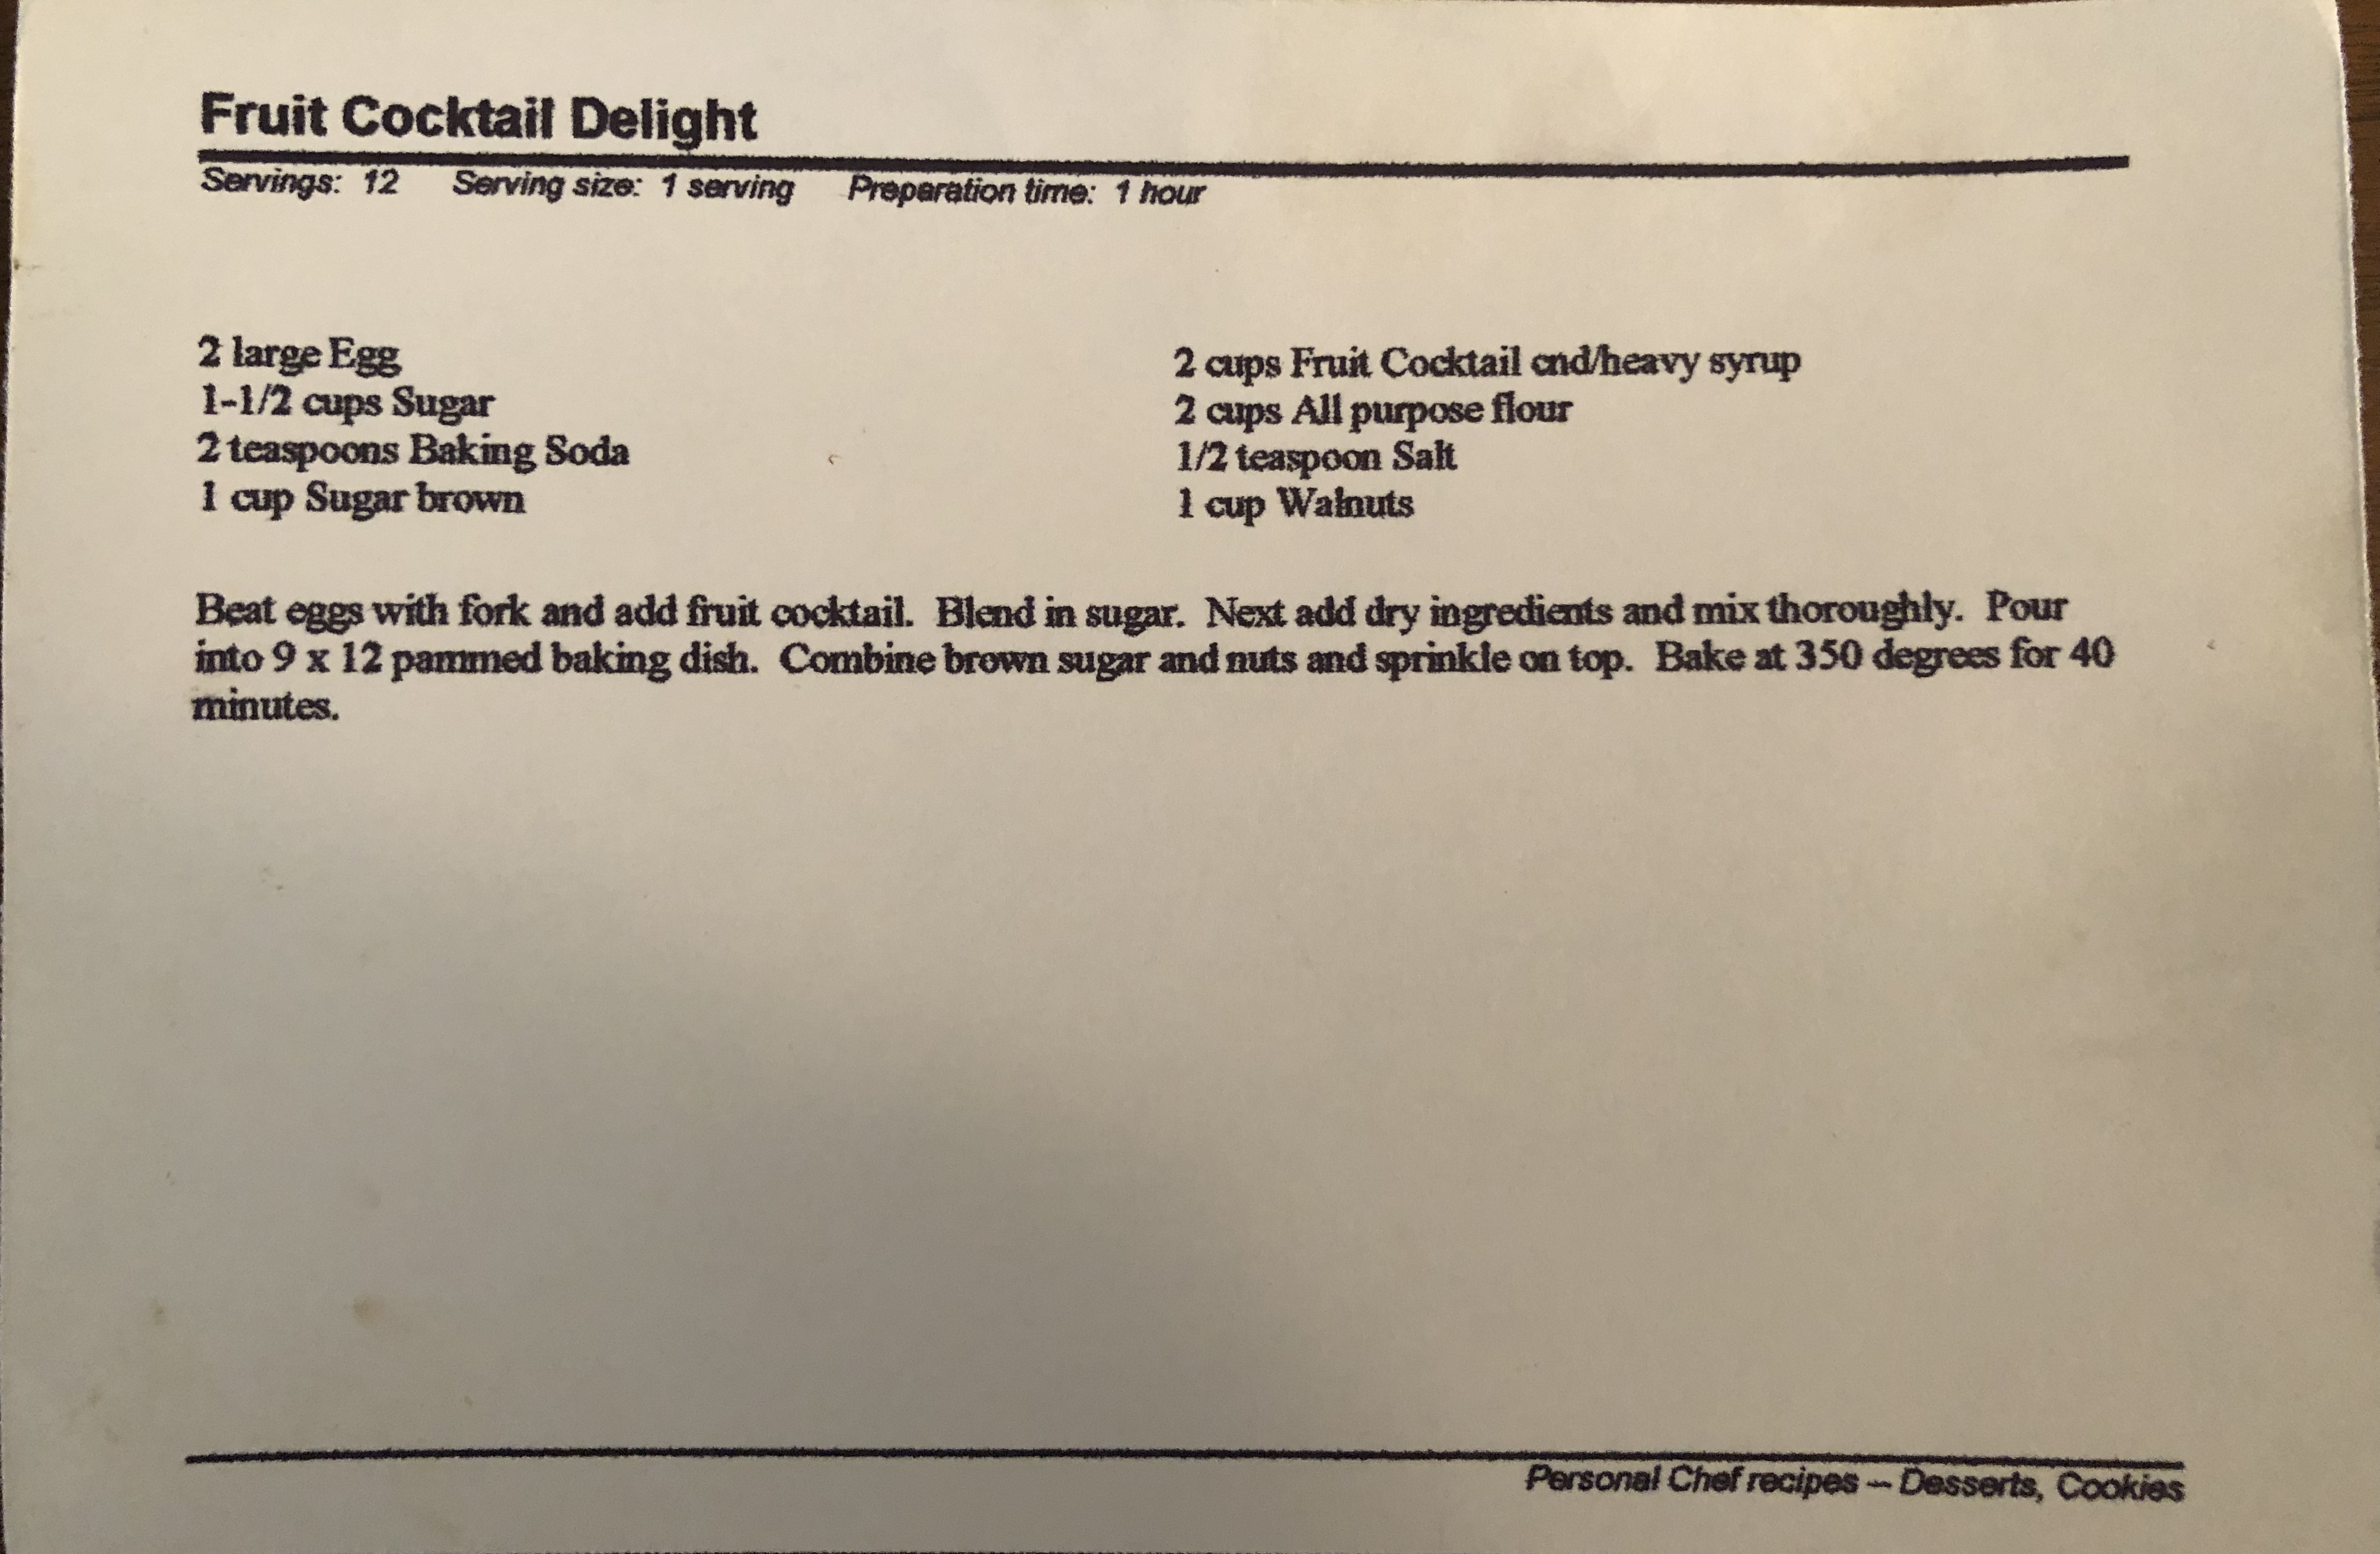 Fruit Cocktail Delight
Servings: 12 Serving size: 1 serving Preparation time: 1 hour
2 large Egg
1-1/2 cups Sugar
2 teaspoons Baking Soda
1 cup Sugar brown
2 cups Fruit Cocktail cnd/heavy syrup
2 cups All purpose flour
1/2 teaspoon Salt
1 cup Walnuts
Beat eggs with fork and add fruit cocktail. Blend in sugar. Next add dry ingredients and mix thoroughly. Pour
into 9 x 12 pammed baking dish. Combine brown sugar and nuts and sprinkle on top. Bake at 350 degrees for 40
minutes.
Personal Chef recipes -- Desserts, Cookies